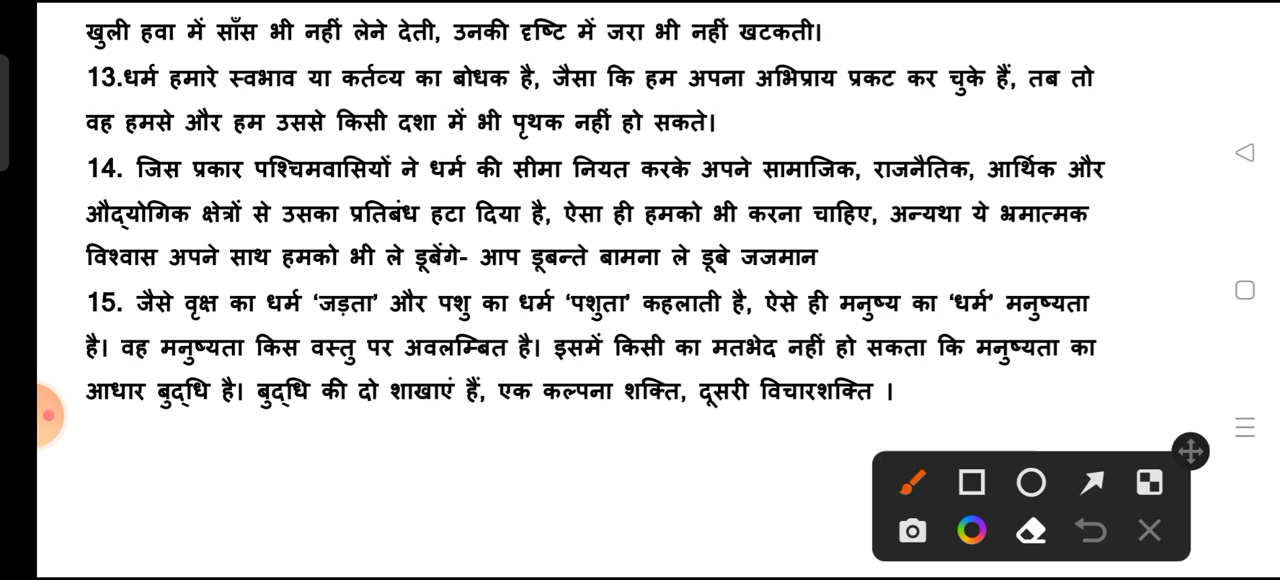 खुली हवा में साँस भी नहीं लेने देती, उनकी दृष्टि में जरा भी नहीं खटकती।
13.धर्म हमारे स्वभाव या कर्तव्य का बोधक है, जैसा कि हम अपना अभिप्राय प्रकट कर चुके हैं, तब तो
वह हमसे और हम उससे किसी दशा में भी पृथक नहीं हो सकते।
14. जिस प्रकार पश्चिमवासियों ने धर्म की सीमा नियत करके अपने सामाजिक, राजनैतिक, आर्थिक और
औद्योगिक क्षेत्रों से उसका प्रतिबंध हटा दिया है, ऐसा ही हमको भी करना चाहिए, अन्यथा ये भ्रमात्मक
विश्वास अपने साथ हमको भी ले डूबेंगे- आप डूबन्ते बामना ले डूबे जजमान
15. जैसे वृक्ष का धर्म ‘जड़ता’ और पशु का धर्म ‘पशुता’ कहलाती है, ऐसे ही मनुष्य का ‘धर्म’ मनुष्यता
है। वह मनुष्यता किस वस्तु पर अवलम्बित है। इसमें किसी का मतभेद नहीं हो सकता कि मनुष्यता का
आधार बुद्धि है। बुद्धि की दो शाखाएं हैं, एक कल्पना शक्ति, दूसरी विचारशक्ति ।